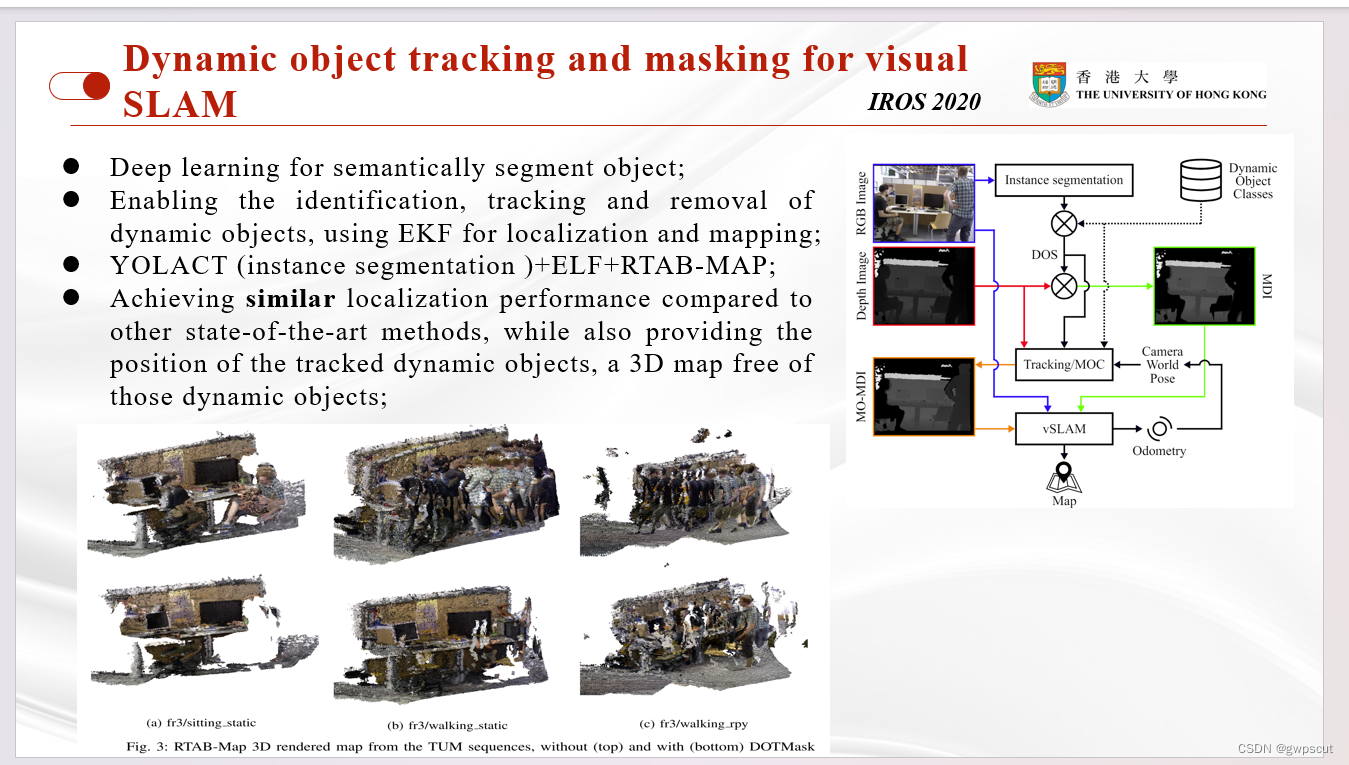 Dynamic object tracking and masking for visual
SLAM
IROS 2020
香 港 大 學
THE UNIVERSITY OF HONG KONG
● Deep learning for semantically segment object;
● Enabling the identification, tracking and removal of
dynamic objects, using EKF for localization and mapping;
● YOLACT (instance segmentation )+ELF+RTAB-MAP;
● Achieving similar localization performance compared to
other state-of-the-art methods, while also providing the
position of the tracked dynamic objects, a 3D map free of
those dynamic objects;
RGB Image
Instance segmentation
Dynamic
Object
Classes
DOS
Depth Image
MDI
Tracking/MOC
Camera
World
Pose
MO-MDI
vSLAM
Odometry
Map
(a) fr3/sitting_static
(b) fr3/walking_static
(c) fr3/walking_rpy
Fig. 3: RTAB-Map 3D rendered map from the TUM sequences, without (top) and with (bottom) DOTMask
CSDN @gwpscut